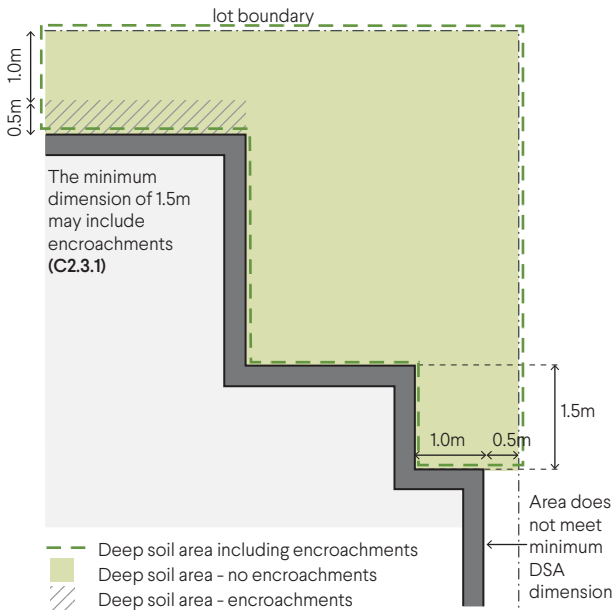 lot boundary
1.0m
0.5m
The minimum
dimension of 1.5m
may include
encroachments
(C2.3.1)
1.5m
1.0m
0.5m
Area does
not meet
minimum
DSA
dimension
Deep soil area including encroachments
Deep soil area - no encroachments
Deep soil area - encroachments